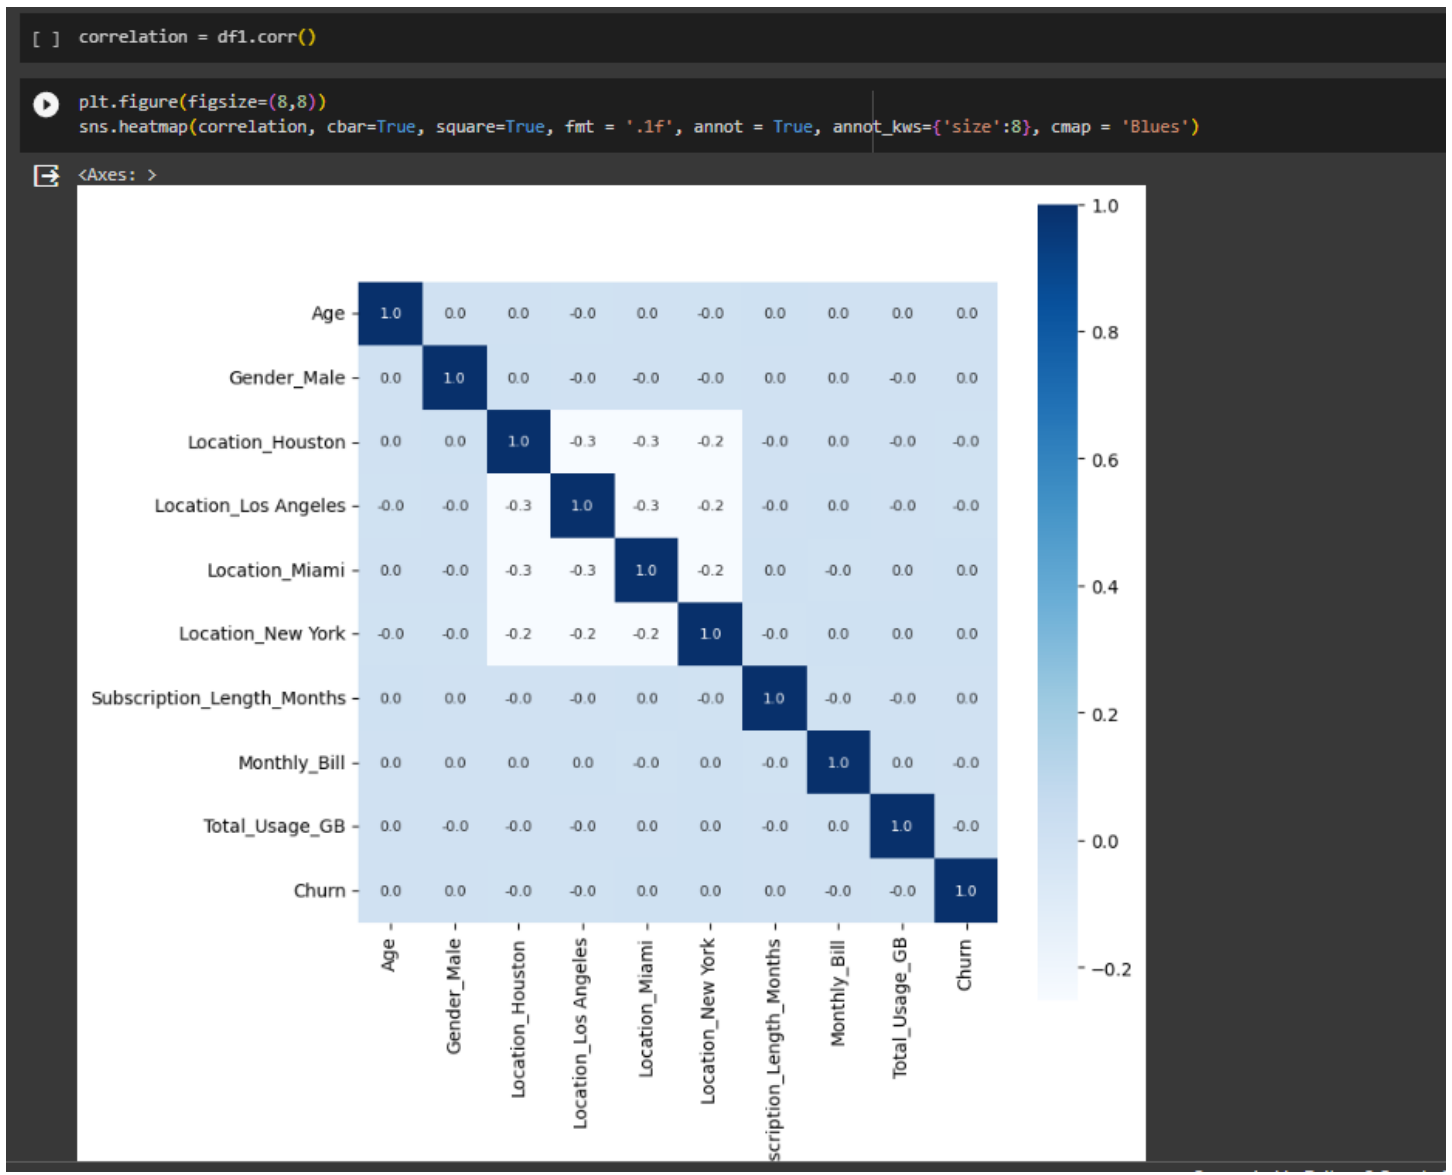 [ ] correlation = df1.corr()
plt.figure(figsize=(8,8))
sns.heatmap(correlation, cbar=True, square=True, fmt = '.1f', annot = True, annot_kws={'size':8}, cmap = 'Blues')
<Axes: >
1.0
0.8
0.6
0.4
0.2
0.0
−0.2
Age 1.0 0.0 0.0 -0.0 0.0 -0.0 0.0 0.0 0.0 0.0
Gender_Male 0.0 1.0 0.0 -0.0 -0.0 -0.0 0.0 0.0 -0.0 0.0
Location_Houston 0.0 0.0 1.0 -0.3 -0.3 -0.2 -0.0 0.0 -0.0 -0.0
Location_Los Angeles -0.0 -0.0 -0.3 1.0 -0.3 -0.2 -0.0 0.0 -0.0 -0.0
Location_Miami 0.0 -0.0 -0.3 -0.3 1.0 -0.2 0.0 -0.0 0.0 0.0
Location_New York -0.0 -0.0 -0.2 -0.2 -0.2 1.0 -0.0 0.0 0.0 0.0
Subscription_Length_Months 0.0 0.0 -0.0 -0.0 0.0 -0.0 1.0 -0.0 -0.0 0.0
Monthly_Bill 0.0 0.0 0.0 0.0 -0.0 0.0 -0.0 1.0 0.0 -0.0
Total_Usage_GB 0.0 -0.0 -0.0 -0.0 0.0 0.0 -0.0 0.0 1.0 -0.0
Churn 0.0 0.0 -0.0 -0.0 0.0 0.0 0.0 -0.0 -0.0 1.0
Age
Gender_Male
Location_Houston
Location_Los Angeles
Location_Miami
Location_New York
scription_Length_Months
Monthly_Bill
Total_Usage_GB
Churn